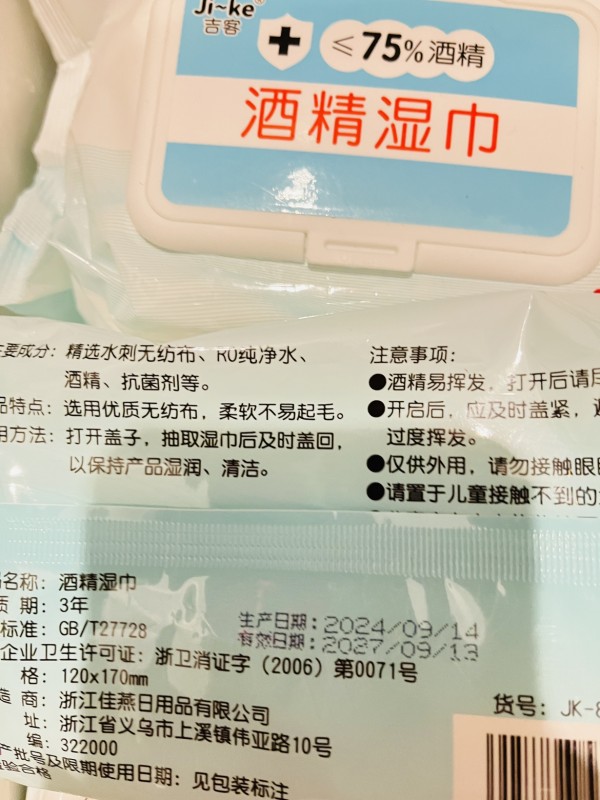 Ji~ke®
吉客
≤75%酒精
酒精湿巾
主要成分：精选水刺无纺布、RO纯净水、
酒精、抗菌剂等。
品特点：选用优质无纺布，柔软不易起毛。
用方法：打开盖子，抽取湿巾后及时盖回，
以保持产品湿润、清洁。
注意事项：
●酒精易挥发，打开后请尽
●开启后，应及时盖紧，避
过度挥发。
●仅供外用，请勿接触眼睛
●请置于儿童接触不到的
品名称：酒精湿巾
质 期：3年
标准：GB/T27728
生产日期：2024/09/14
有效日期：2027/09/13
企业卫生许可证：浙卫消证字（2006）第0071号
格：120x170mm
造 商：浙江佳燕日用品有限公司
址：浙江省义乌市上溪镇伟亚路10号
编：322000
产批号及限期使用日期：见包装标注
检验合格
货号：JK-8